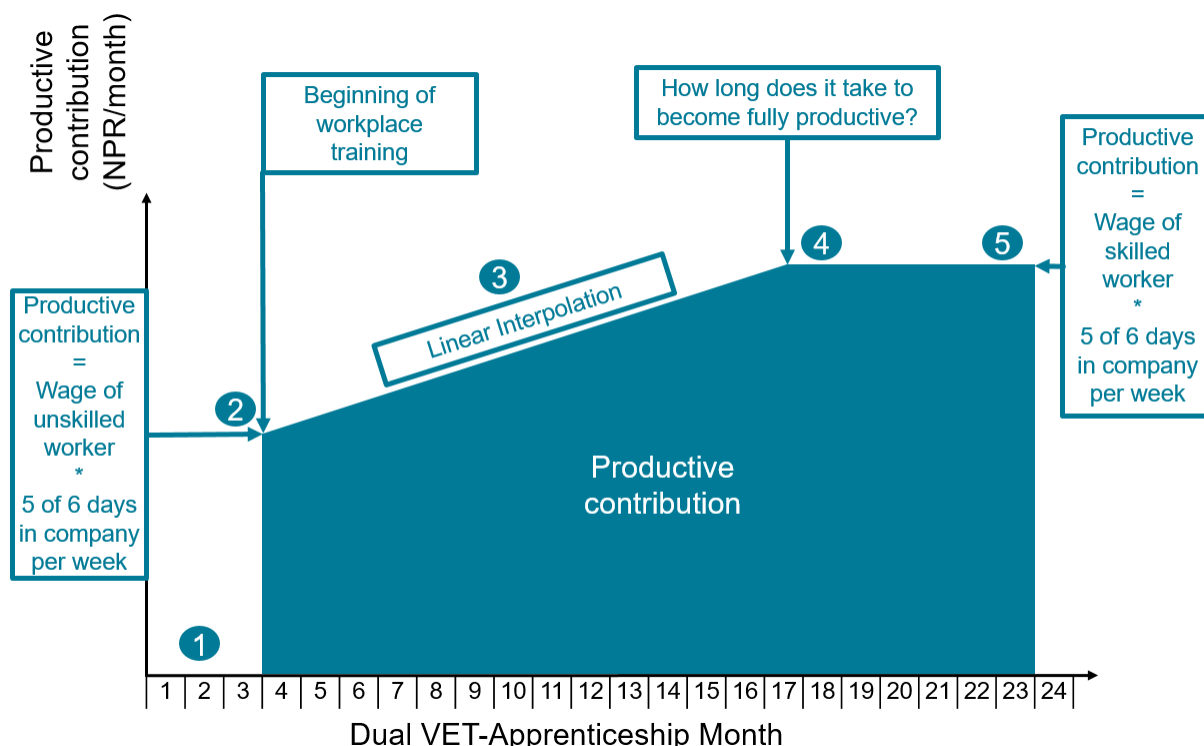 Productive
contribution
(NPR/month)
Beginning of
workplace
training
How long does it take to
become fully productive?
Productive
contribution
=
Wage of
skilled
worker
*
5 of 6 days
in company
per week
4
5
3
Linear Interpolation
Productive
contribution
=
Wage of
unskilled
worker
*
5 of 6 days
in company
per week
2
Productive
contribution
1
1 2 3 4 5 6 7 8 9 10 11 12 13 14 15 16 17 18 19 20 21 22 23 24
Dual VET-Apprenticeship Month